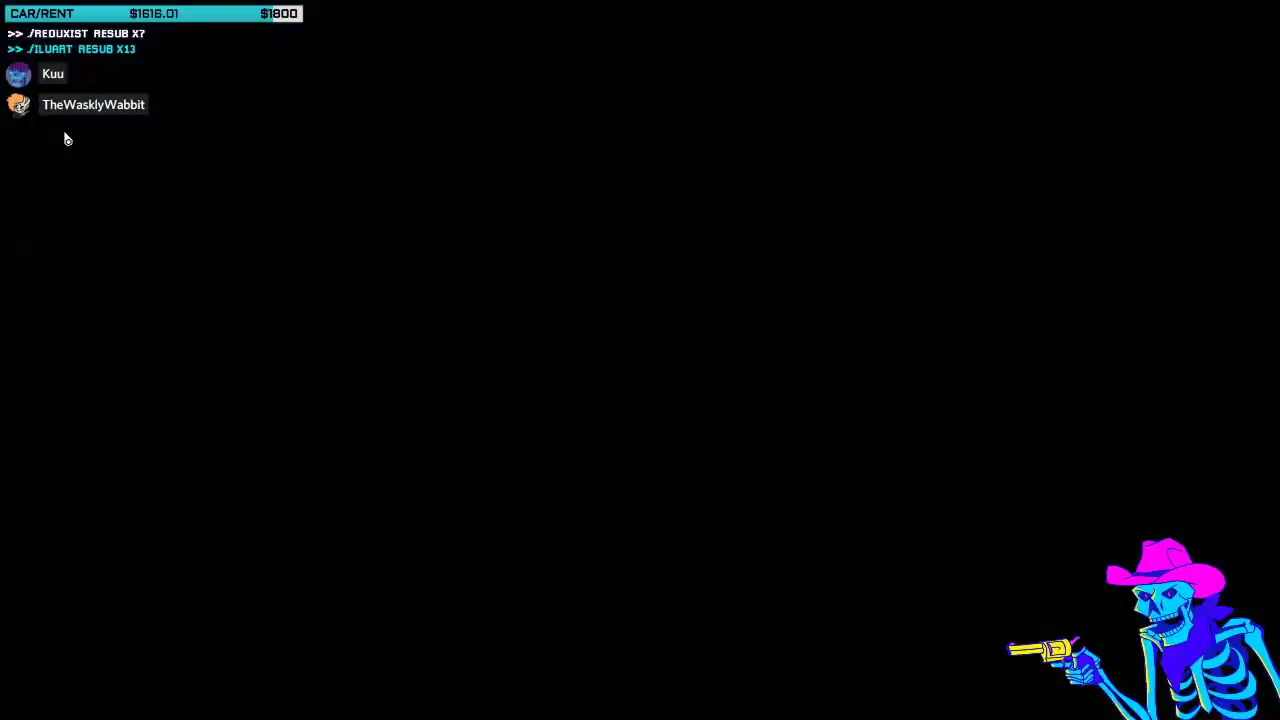 CAR/RENT $1616.01 $1800
>> ./REDUXIST RESUB X7
>> ./ILUART RESUB X13
Kuu
TheWasklyWabbit